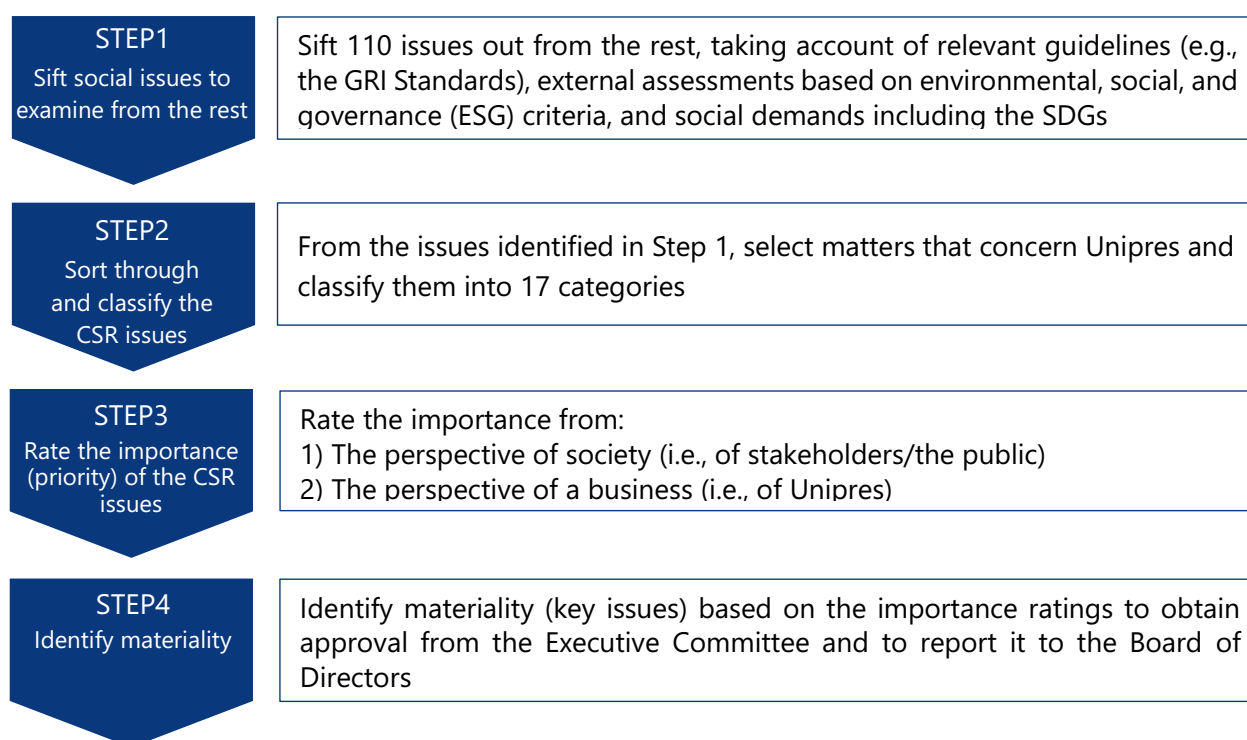 STEP1
Sift social issues to
examine from the rest
Sift 110 issues out from the rest, taking account of relevant guidelines (e.g.,
the GRI Standards), external assessments based on environmental, social, and
governance (ESG) criteria, and social demands including the SDGs
STEP2
Sort through
and classify the
CSR issues
From the issues identified in Step 1, select matters that concern Unipres and
classify them into 17 categories
STEP3
Rate the importance
(priority) of the CSR
issues
Rate the importance from:
1) The perspective of society (i.e., of stakeholders/the public)
2) The perspective of a business (i.e., of Unipres)
STEP4
Identify materiality
Identify materiality (key issues) based on the importance ratings to obtain
approval from the Executive Committee and to report it to the Board of
Directors